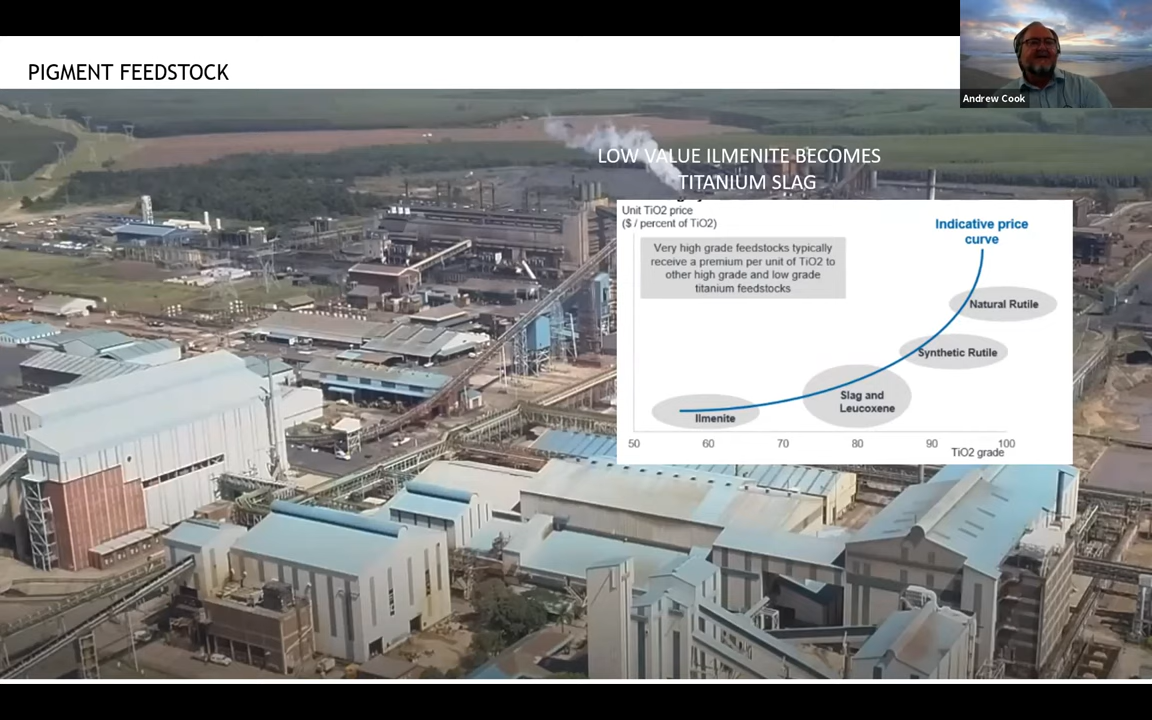 PIGMENT FEEDSTOCK
Andrew Cook
LOW VALUE ILMENITE BECOMES
TITANIUM SLAG
Unit TiO2 price
($ / percent of TiO2)
Indicative price
curve
Very high grade feedstocks typically
receive a premium per unit of TiO2 to
other high grade and low grade
titanium feedstocks
Natural Rutile
Synthetic Rutile
Slag and
Leucoxene
Ilmenite
50 60 70 80 90 100
TiO2 grade